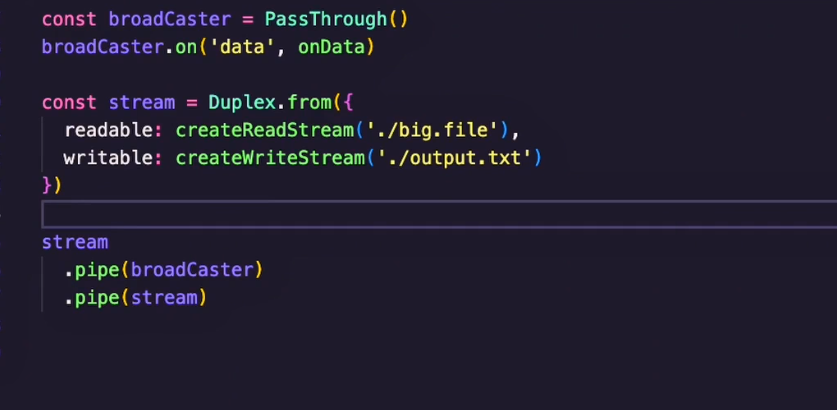 const broadCaster = PassThrough()
broadCaster.on('data', onData)
const stream = Duplex.from({
readable: createReadStream('./big.file'),
writable: createWriteStream('./output.txt')
})
stream
.pipe(broadCaster)
.pipe(stream)